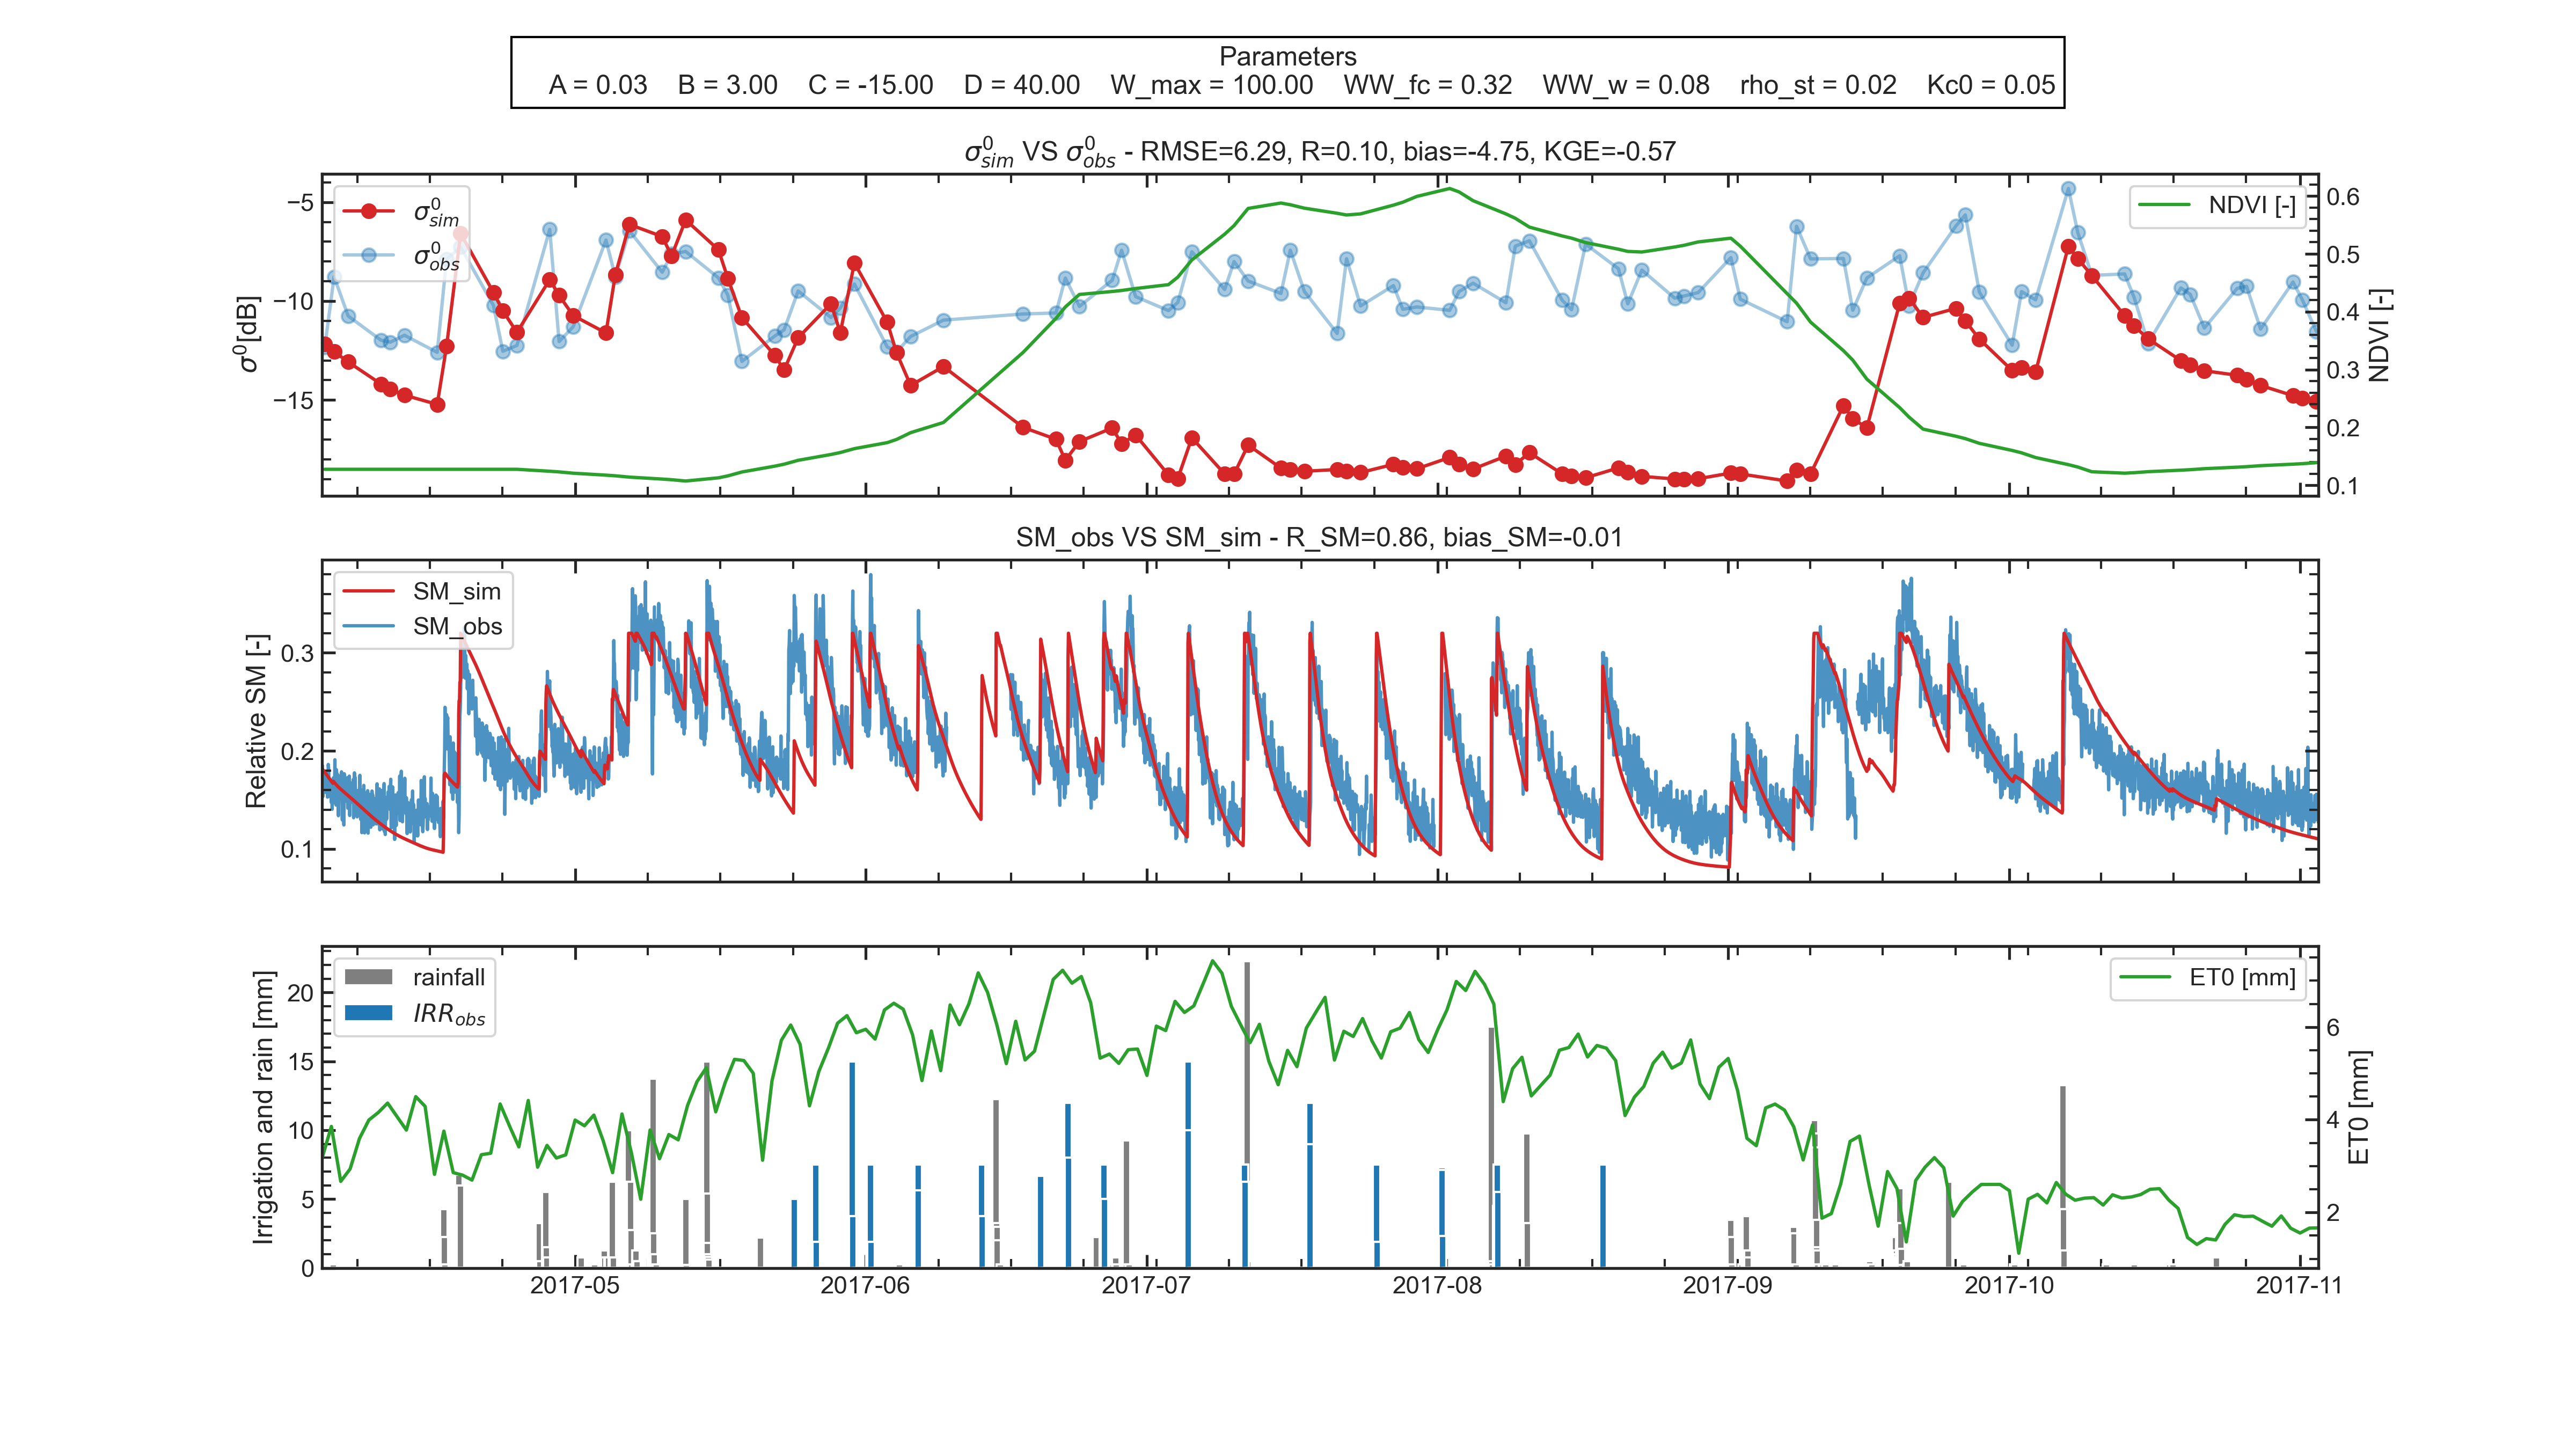 Parameters
A = 0.03 B = 3.00 C = -15.00 D = 40.00 W_max = 100.00 WW_fc = 0.32 WW_w = 0.08 rho_st = 0.02 Kc0 = 0.05
σ⁰sim VS σ⁰obs - RMSE=6.29, R=0.10, bias=-4.75, KGE=-0.57
σ⁰sim
σ⁰obs
NDVI [-]
−5
−10
−15
σ⁰[dB]
0.6
0.5
0.4
0.3
0.2
0.1
NDVI [-]
SM_obs VS SM_sim - R_SM=0.86, bias_SM=-0.01
SM_sim
SM_obs
0.3
0.2
0.1
Relative SM [-]
rainfall
IRRobs
ET0 [mm]
20
15
10
5
0
Irrigation and rain [mm]
6
4
2
ET0 [mm]
2017-05 2017-06 2017-07 2017-08 2017-09 2017-10 2017-11